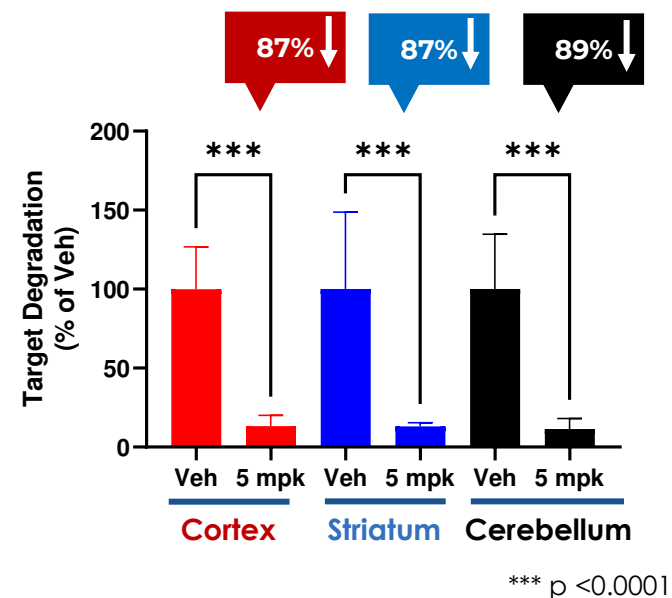 87% 87% 89%
200
150
100
50
0
Target Degradation
(% of Veh)
*** *** ***
Veh 5 mpk Veh 5 mpk Veh 5 mpk
Cortex Striatum Cerebellum
*** p <0.0001